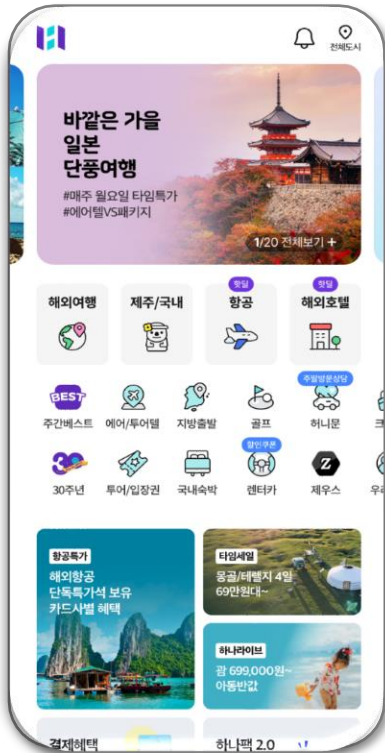 전체도시
바깥은 가을
일본
단풍여행
#매주 월요일 타임특가
#에어텔VS패키지
1/20 전체보기 +
핫딜
핫딜
해외여행
제주/국내
항공
해외호텔
주말방문상담
BEST
주간베스트
에어/투어텔
지방출발
골프
허니문
할인쿠폰
30
Z
30주년
투어/입장권
국내숙박
렌터카
제우스
항공특가
해외항공
단독특가석 보유
카드사별 혜택
타임세일
몽골/테렐지 4일
69만원대~
하나라이브
괌 699,000원~
아동반값
결제혜택
하나팩 2.0